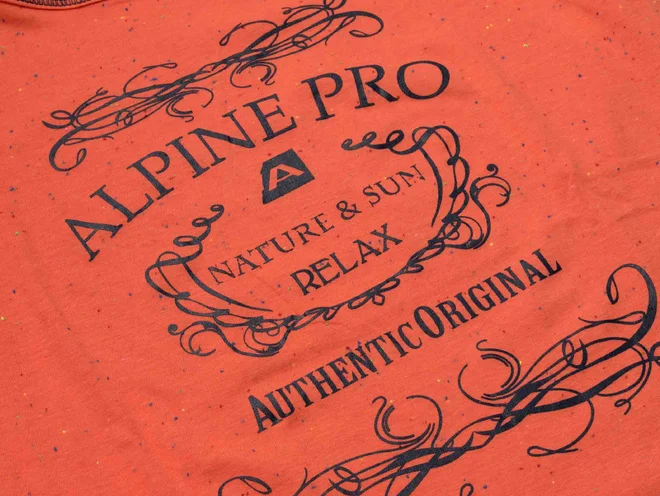 ALPINE PRO
NATURE & SUN
RELAX
AUTHENTIC ORIGINAL